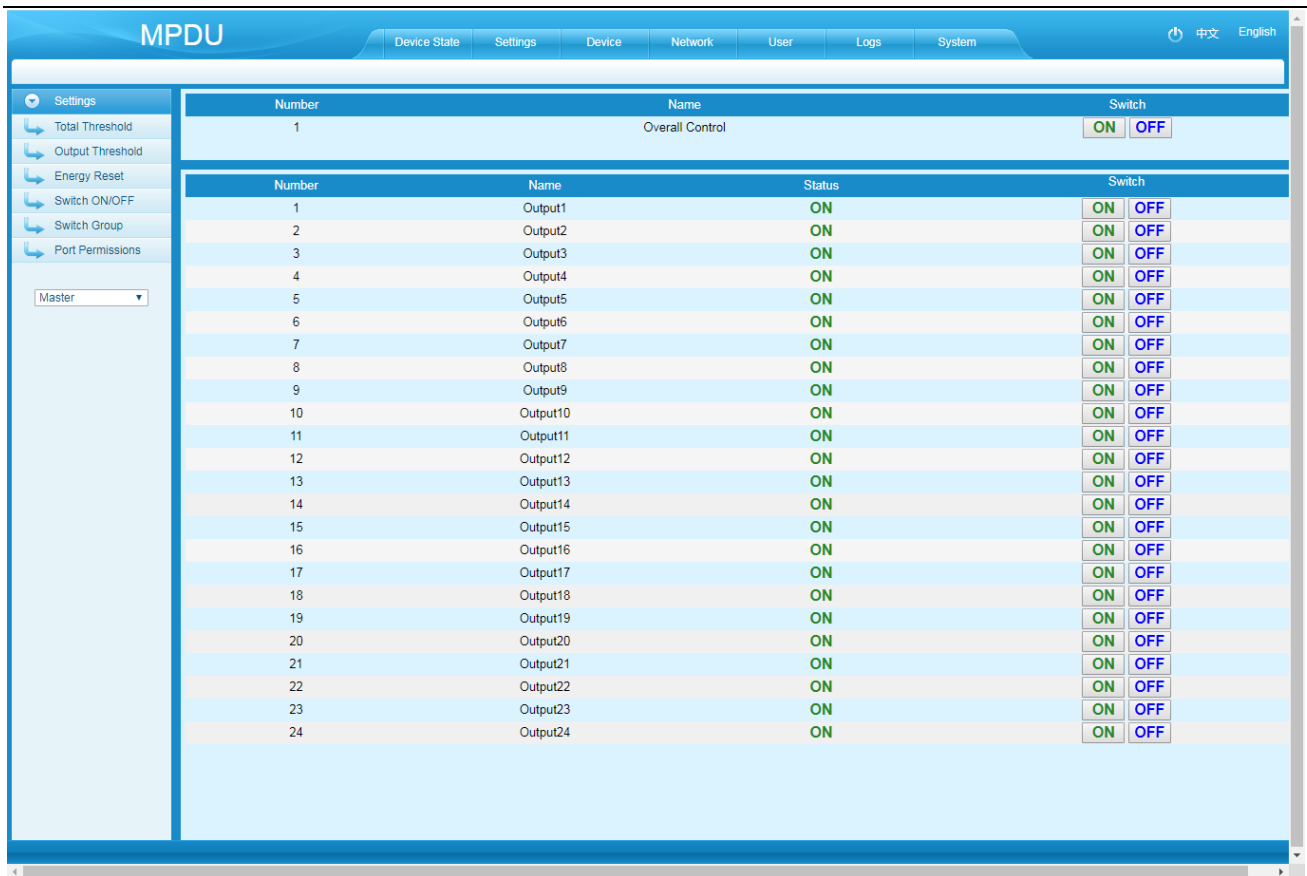 MPDU
Device State Settings Device Network User Logs System
中文 English
Settings
Total Threshold
Output Threshold
Energy Reset
Switch ON/OFF
Switch Group
Port Permissions
Master
Number Name Switch
1 Overall Control ON OFF
Number Name Status Switch
1 Output1 ON ON OFF
2 Output2 ON ON OFF
3 Output3 ON ON OFF
4 Output4 ON ON OFF
5 Output5 ON ON OFF
6 Output6 ON ON OFF
7 Output7 ON ON OFF
8 Output8 ON ON OFF
9 Output9 ON ON OFF
10 Output10 ON ON OFF
11 Output11 ON ON OFF
12 Output12 ON ON OFF
13 Output13 ON ON OFF
14 Output14 ON ON OFF
15 Output15 ON ON OFF
16 Output16 ON ON OFF
17 Output17 ON ON OFF
18 Output18 ON ON OFF
19 Output19 ON ON OFF
20 Output20 ON ON OFF
21 Output21 ON ON OFF
22 Output22 ON ON OFF
23 Output23 ON ON OFF
24 Output24 ON ON OFF